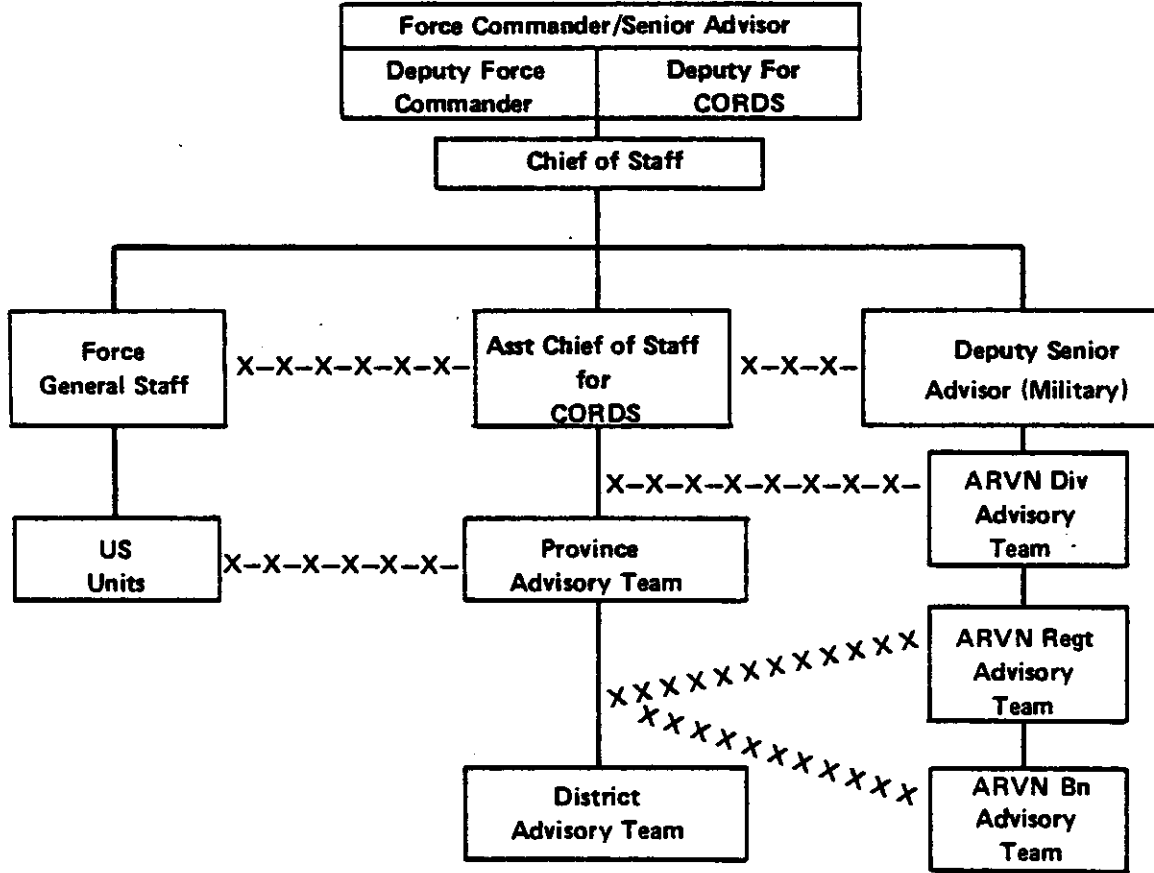 Force Commander/Senior Advisor
Deputy Force
Commander
Deputy For
CORDS
Chief of Staff
Force
General Staff
X-X-X-X-X-X-
Asst Chief of Staff
for
CORDS
X-X-X-
Deputy Senior
Advisor (Military)
X-X-X-X-X-X-X-X-
ARVN Div
Advisory
Team
US
Units
X-X-X-X-X-X-
Province
Advisory Team
ARVN Regt
Advisory
Team
XXXXXXXXXXXX
XXXXXXXXXXX
District
Advisory Team
ARVN Bn
Advisory
Team